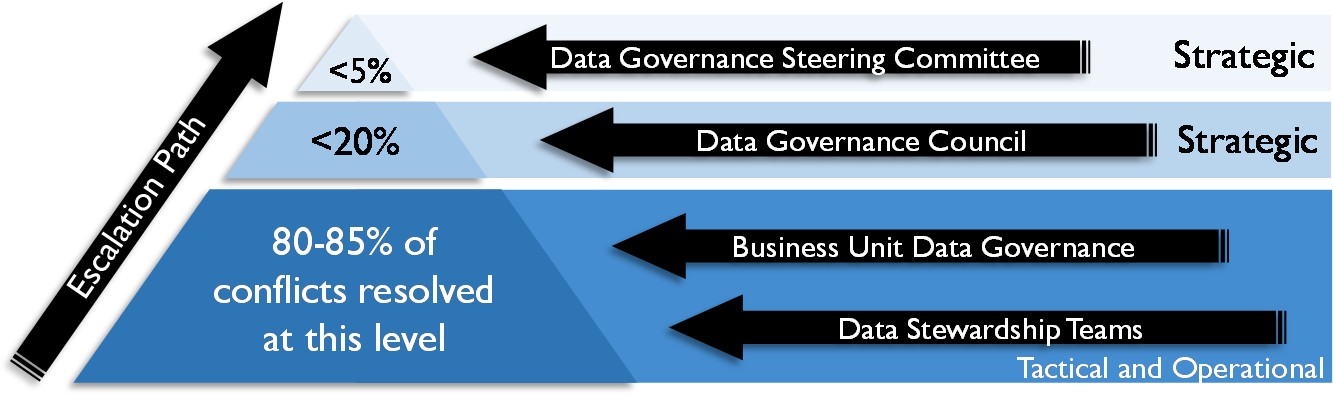 <5%
Data Governance Steering Committee
Strategic
<20%
Data Governance Council
Strategic
Escalation Path
80-85% of
conflicts resolved
at this level
Business Unit Data Governance
Data Stewardship Teams
Tactical and Operational